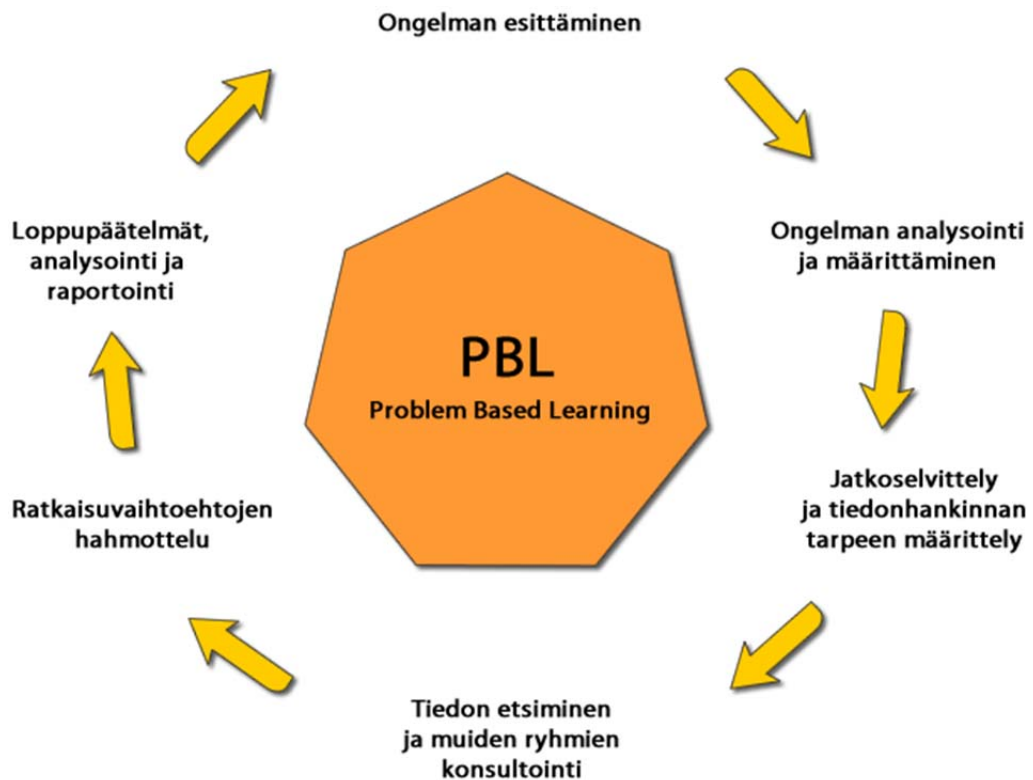 Ongelman esittäminen
Ongelman analysointi
ja määrittäminen
Jatkoselvittely
ja tiedonhankinnan
tarpeen määrittely
Tiedon etsiminen
ja muiden ryhmien
konsultointi
Ratkaisuvaihtoehtojen
hahmottelu
Loppupäätelmät,
analysointi ja
raportointi
PBL
Problem Based Learning